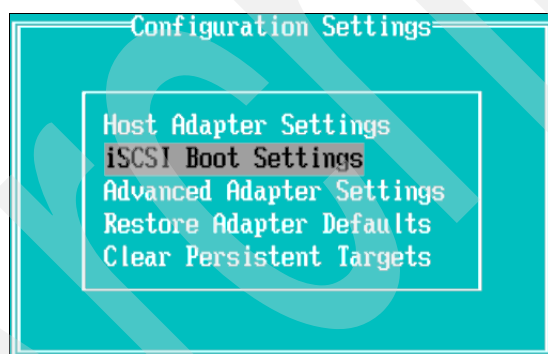 Configuration Settings
Host Adapter Settings
iSCSI Boot Settings
Advanced Adapter Settings
Restore Adapter Defaults
Clear Persistent Targets